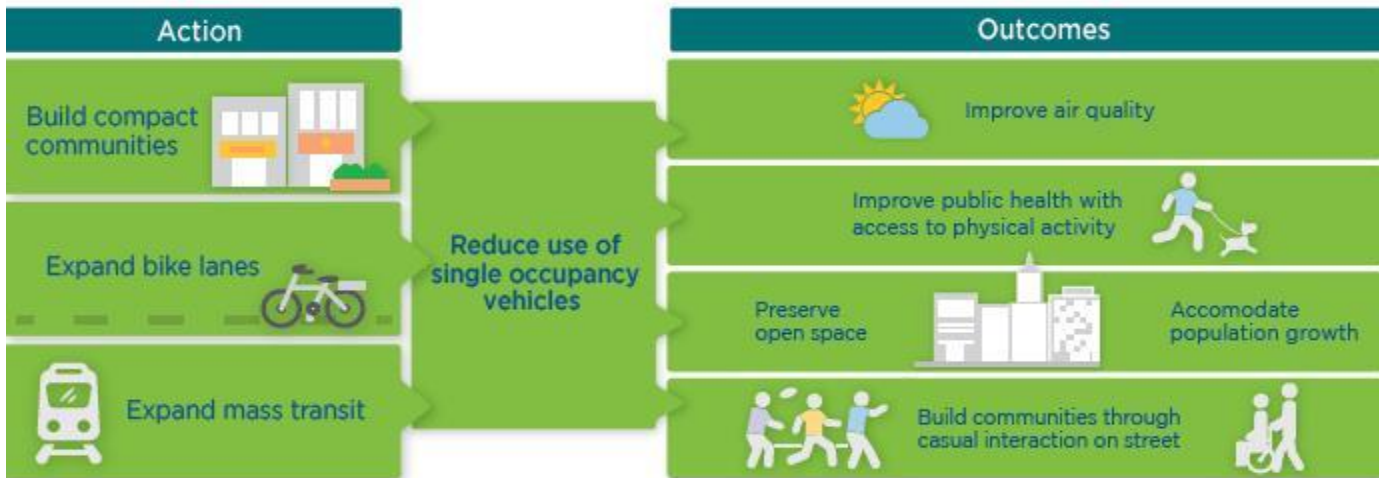 Action
Build compact
communities
Expand bike lanes
Expand mass transit
Reduce use of
single occupancy
vehicles
Outcomes
Improve air quality
Improve public health with
access to physical activity
Preserve
open space
Accomodate
population growth
Build communities through
casual interaction on street